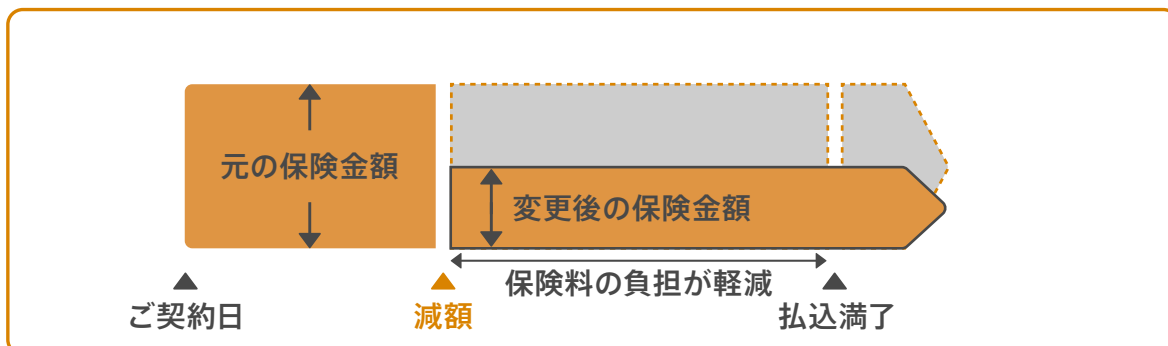 元の保険金額
変更後の保険金額
保険料の負担が軽減
ご契約日
減額
払込満了